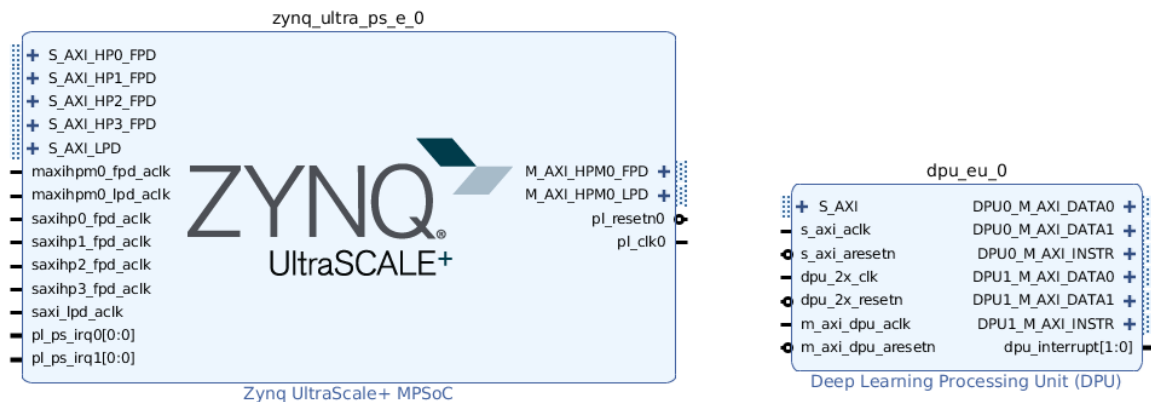 zynq_ultra_ps_e_0
S_AXI_HP0_FPD
S_AXI_HP1_FPD
S_AXI_HP2_FPD
S_AXI_HP3_FPD
S_AXI_LPD
maxihpm0_fpd_aclk
maxihpm0_lpd_aclk
saxihp0_fpd_aclk
saxihp1_fpd_aclk
saxihp2_fpd_aclk
saxihp3_fpd_aclk
saxi_lpd_aclk
pl_ps_irq0[0:0]
pl_ps_irq1[0:0]
ZYNQ®
UltraSCALE+
M_AXI_HPM0_FPD
M_AXI_HPM0_LPD
pl_resetn0
pl_clk0
Zynq UltraScale+ MPSoC
dpu_eu_0
S_AXI
s_axi_aclk
s_axi_aresetn
dpu_2x_clk
dpu_2x_resetn
m_axi_dpu_aclk
m_axi_dpu_aresetn
DPU0_M_AXI_DATA0
DPU0_M_AXI_DATA1
DPU0_M_AXI_INSTR
DPU1_M_AXI_DATA0
DPU1_M_AXI_DATA1
DPU1_M_AXI_INSTR
dpu_interrupt[1:0]
Deep Learning Processing Unit (DPU)